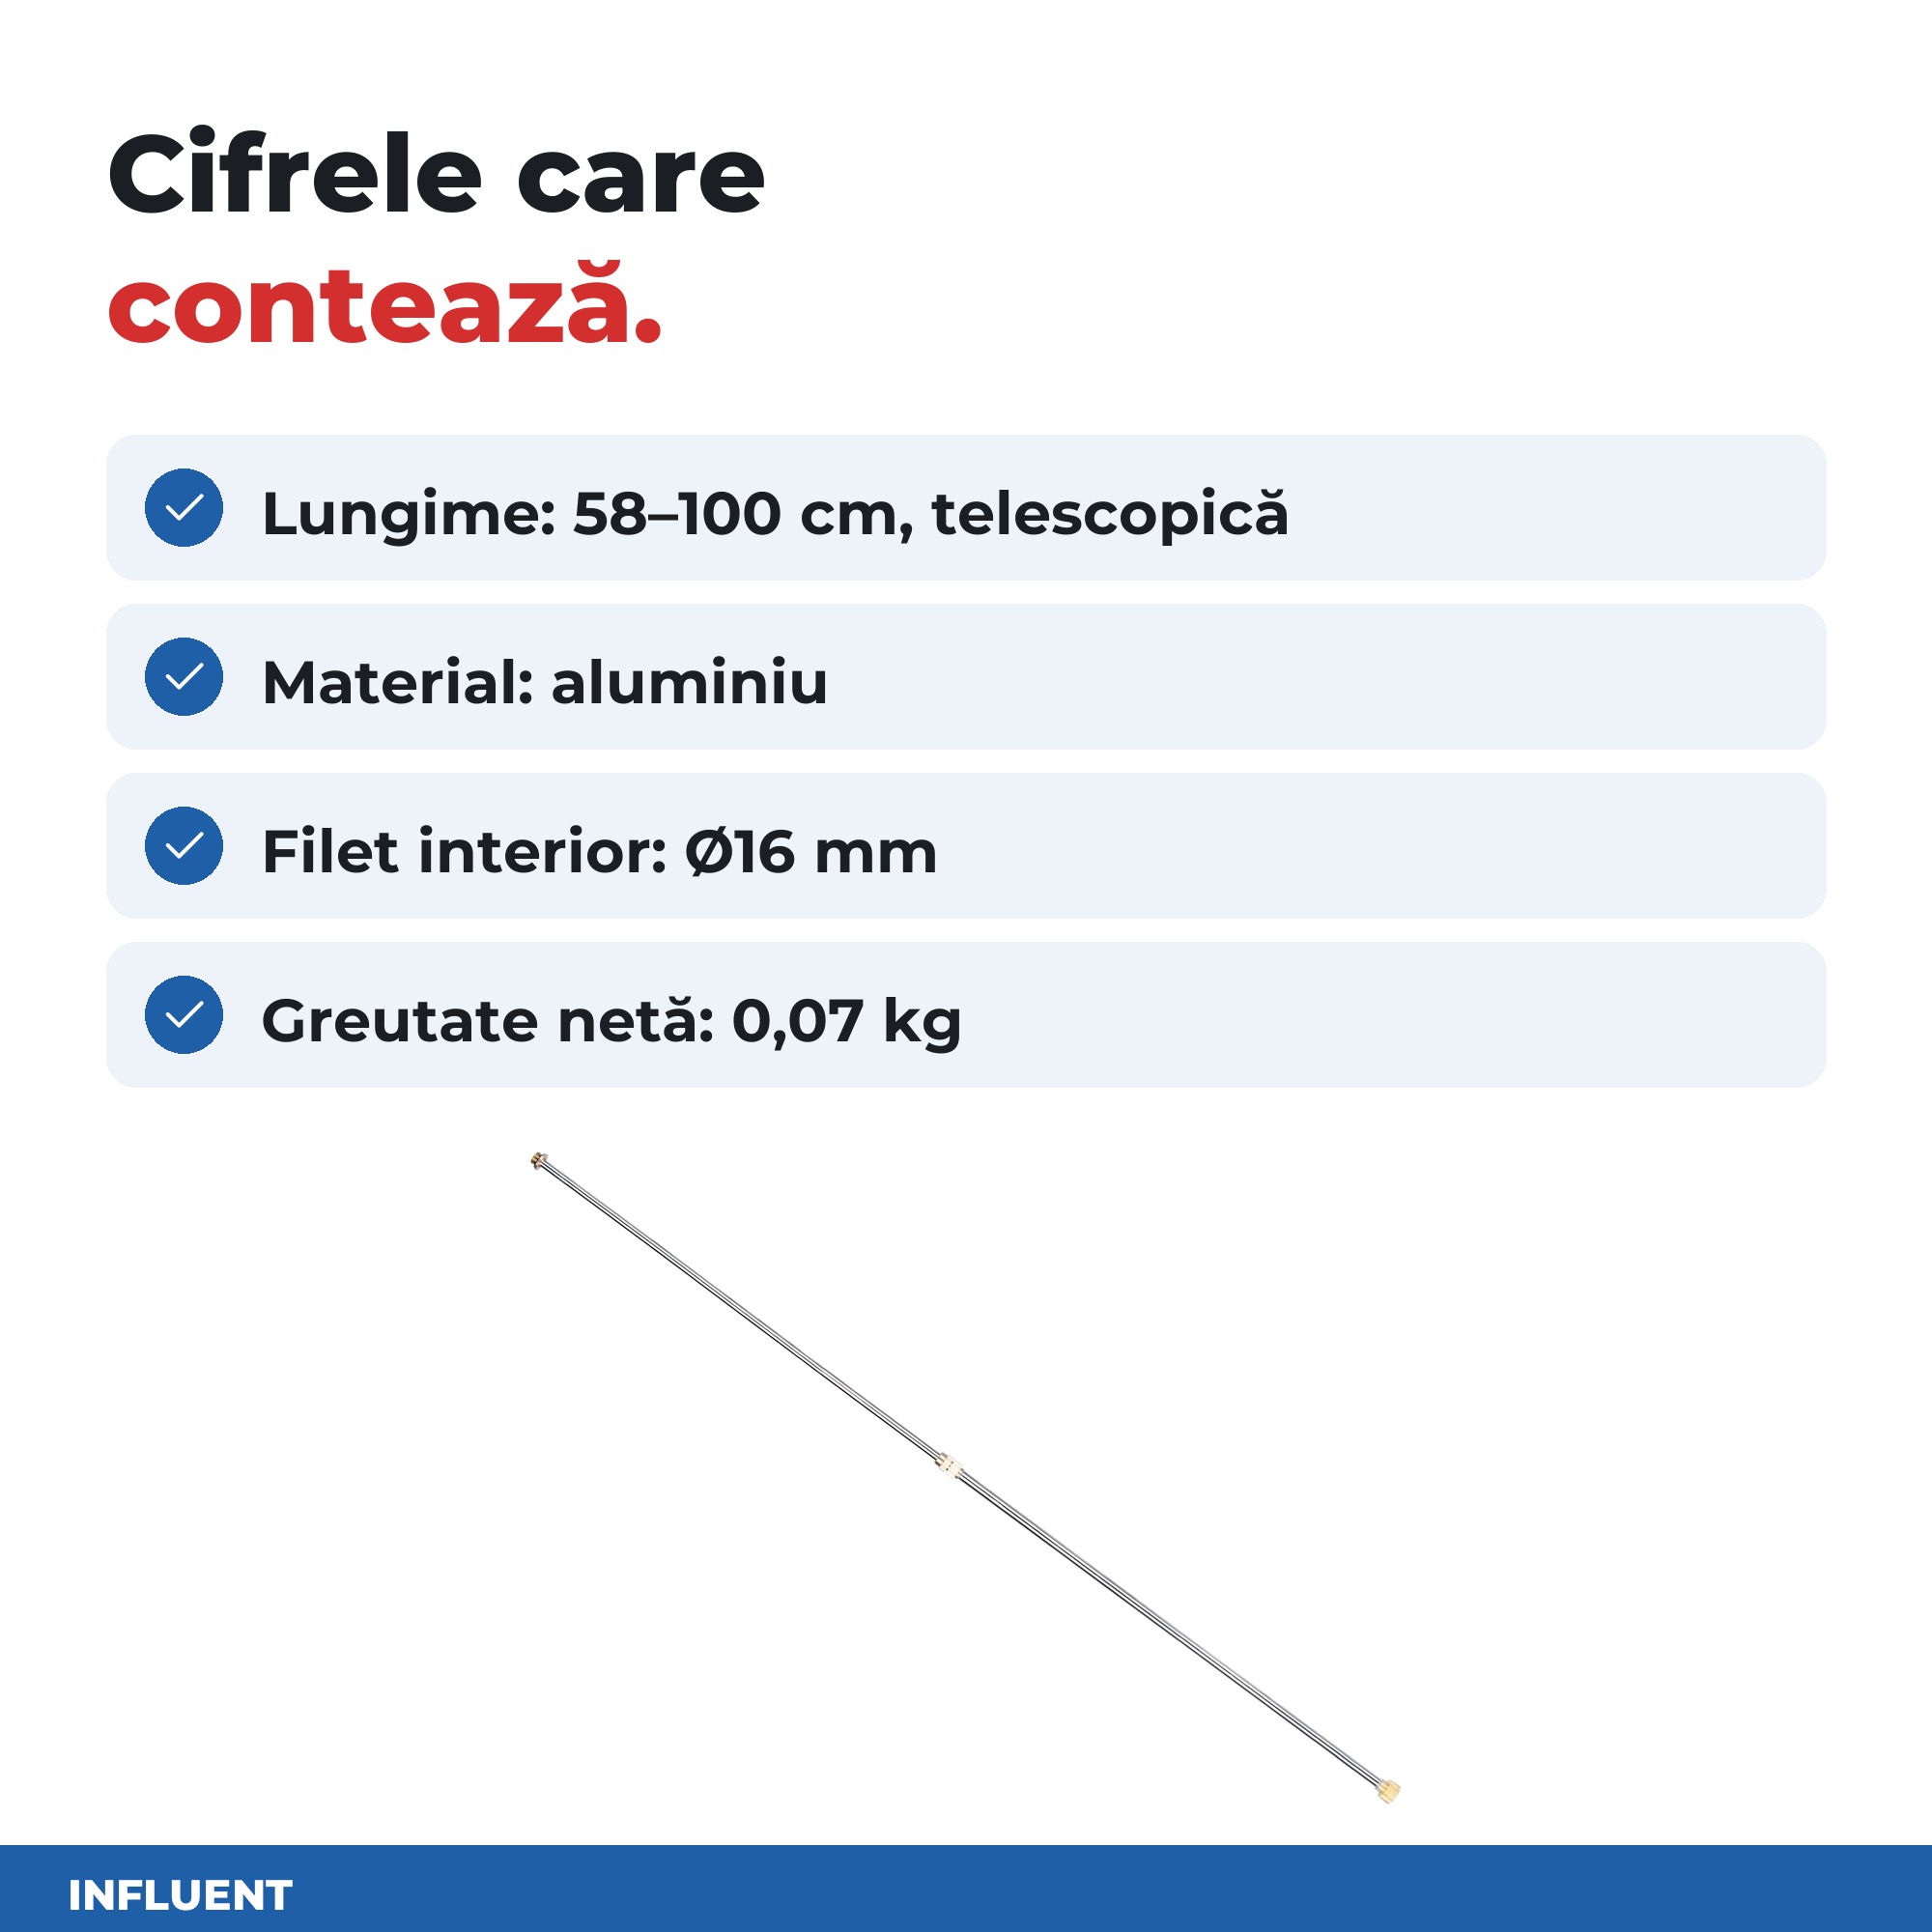 Cifrele care
contează.
Lungime: 58–100 cm, telescopică
Material: aluminiu
Filet interior: Ø16 mm
Greutate netă: 0,07 kg
INFLUENT